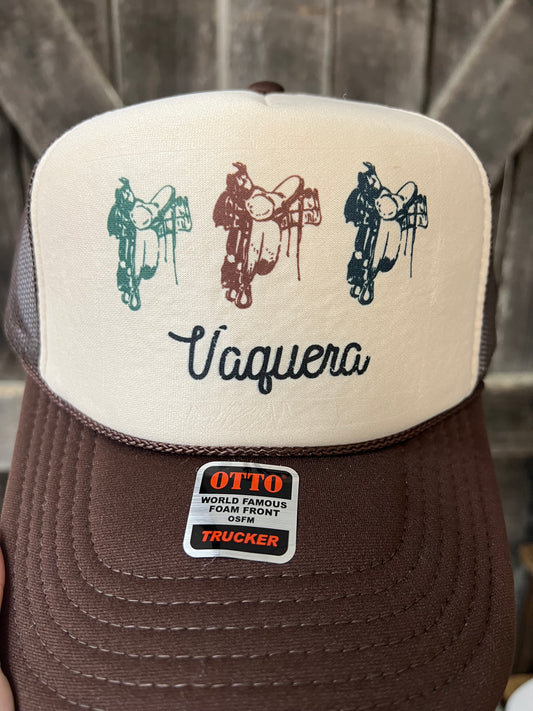 Vaquera
OTTO
WORLD FAMOUS
FOAM FRONT
OSFM
TRUCKER